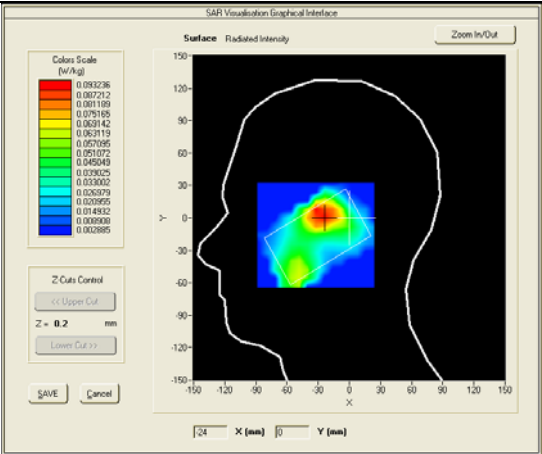 SAR Visualisation Graphical Interface
Surface Radiated Intensity
Zoom In/Out
Colors Scale
(W/kg)
0.093236
0.087212
0.081189
0.075165
0.069142
0.063119
0.057095
0.051072
0.045049
0.039025
0.033002
0.026979
0.020955
0.014932
0.008908
0.002885
Z-Cuts Control
<< Upper Cut
Z = 0.2 mm
Lower Cut >>
SAVE Cancel
150-
120-
90-
60-
30-
0-
-30-
-60-
-90-
-120-
-150-
Y
-150 -120 -90 -60 -30 0 30 60 90 120 150
X
-24 X (mm) 0 Y (mm)